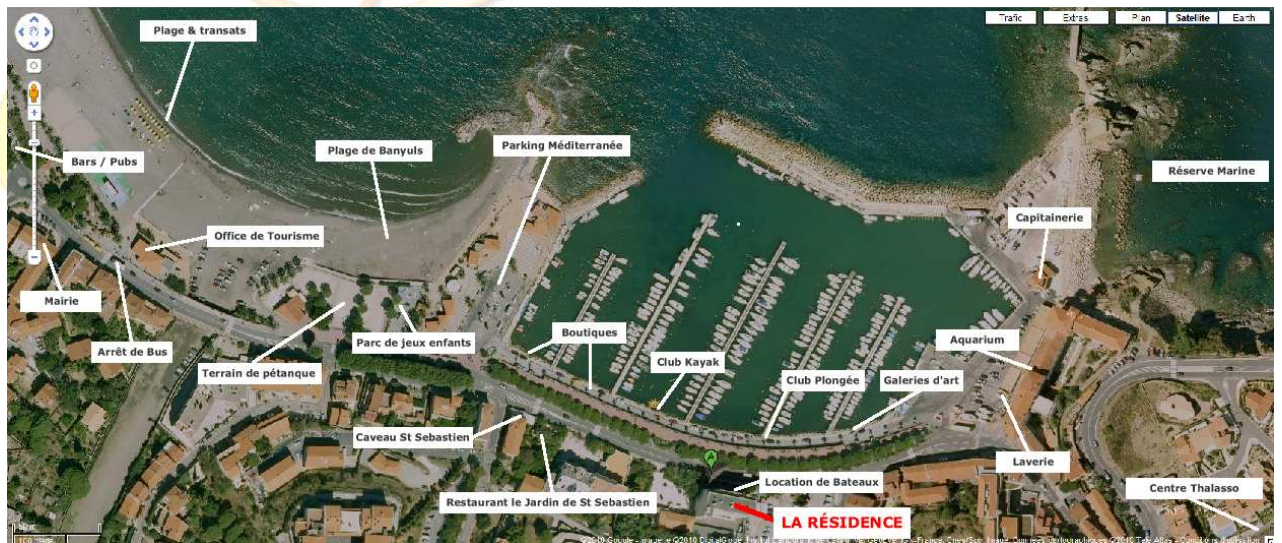 Trafic
Extras
Plan
Satellite
Earth
Plage & transats
Parking Méditerranée
Plage de Banyuls
Bars / Pubs
Réserve Marine
Capitainerie
Office de Tourisme
Mairie
Arrêt de Bus
Boutiques
Parc de jeux enfants
Aquarium
Club Kayak
Terrain de pétanque
Club Plongée
Galeries d'art
Caveau St Sebastien
Laverie
Location de Bateaux
Centre Thalasso
Restaurant le Jardin de St Sebastien
LA RÉSIDENCE